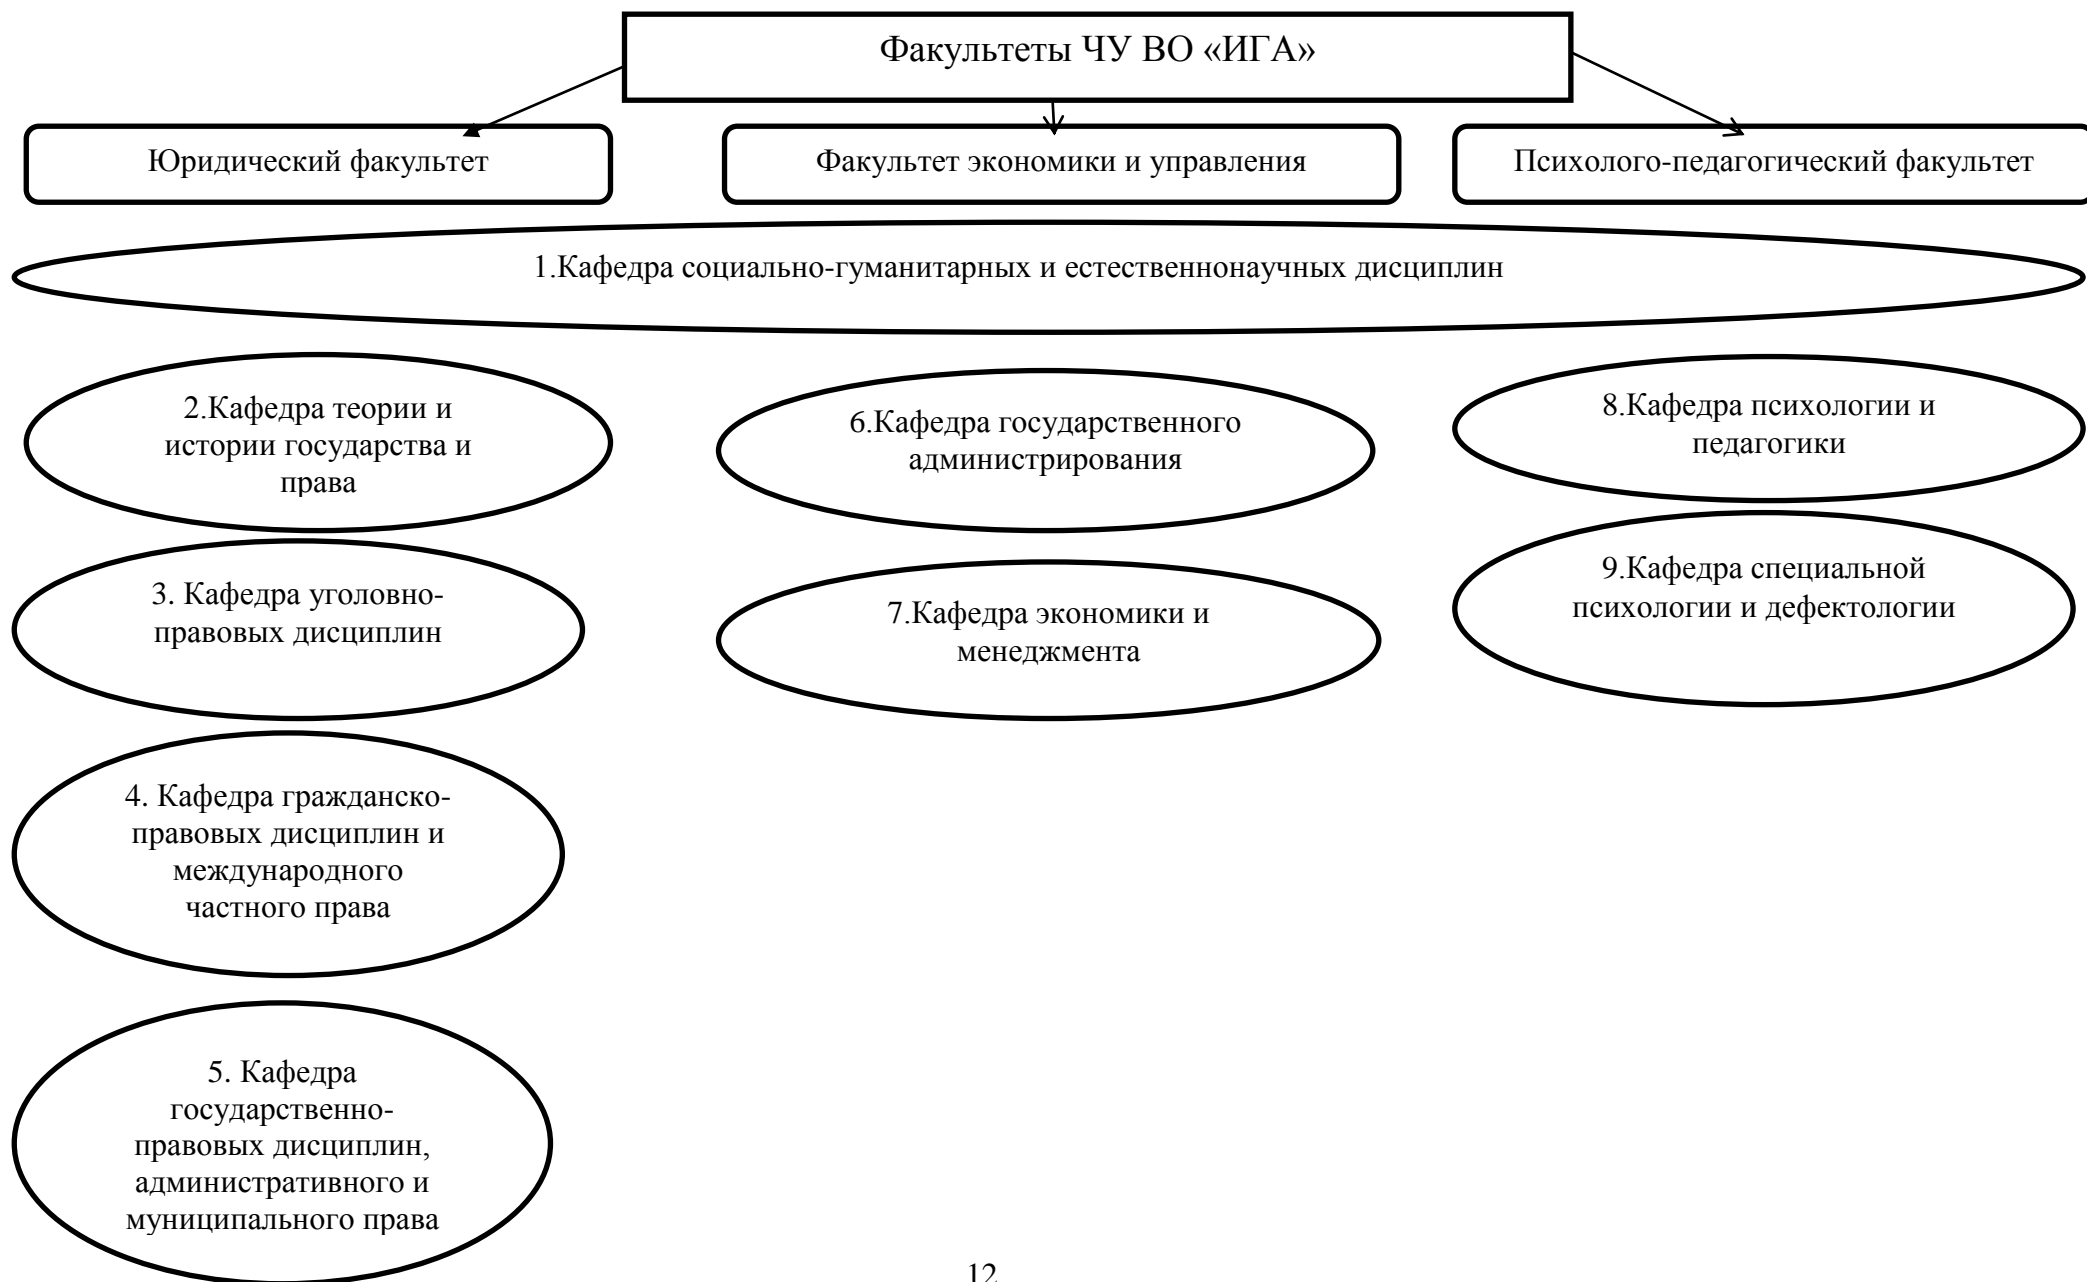 Факультеты ЧУ ВО «ИГА»
Юридический факультет
Факультет экономики и управления
Психолого-педагогический факультет
1.Кафедра социально-гуманитарных и естественнонаучных дисциплин
2.Кафедра теории и
истории государства и
права
3. Кафедра уголовно-
правовых дисциплин
4. Кафедра гражданско-
правовых дисциплин и
международного
частного права
5. Кафедра
государственно-
правовых дисциплин,
административного и
муниципального права
6.Кафедра государственного
администрирования
7.Кафедра экономики и
менеджмента
8.Кафедра психологии и
педагогики
9.Кафедра специальной
психологии и дефектологии
12